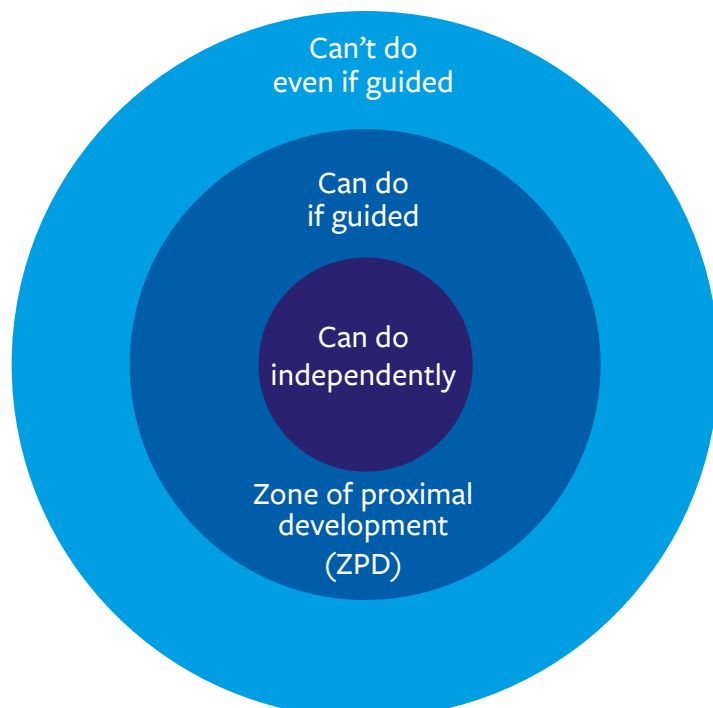 Can’t do
even if guided
Can do
if guided
Can do
independently
Zone of proximal
development
(ZPD)